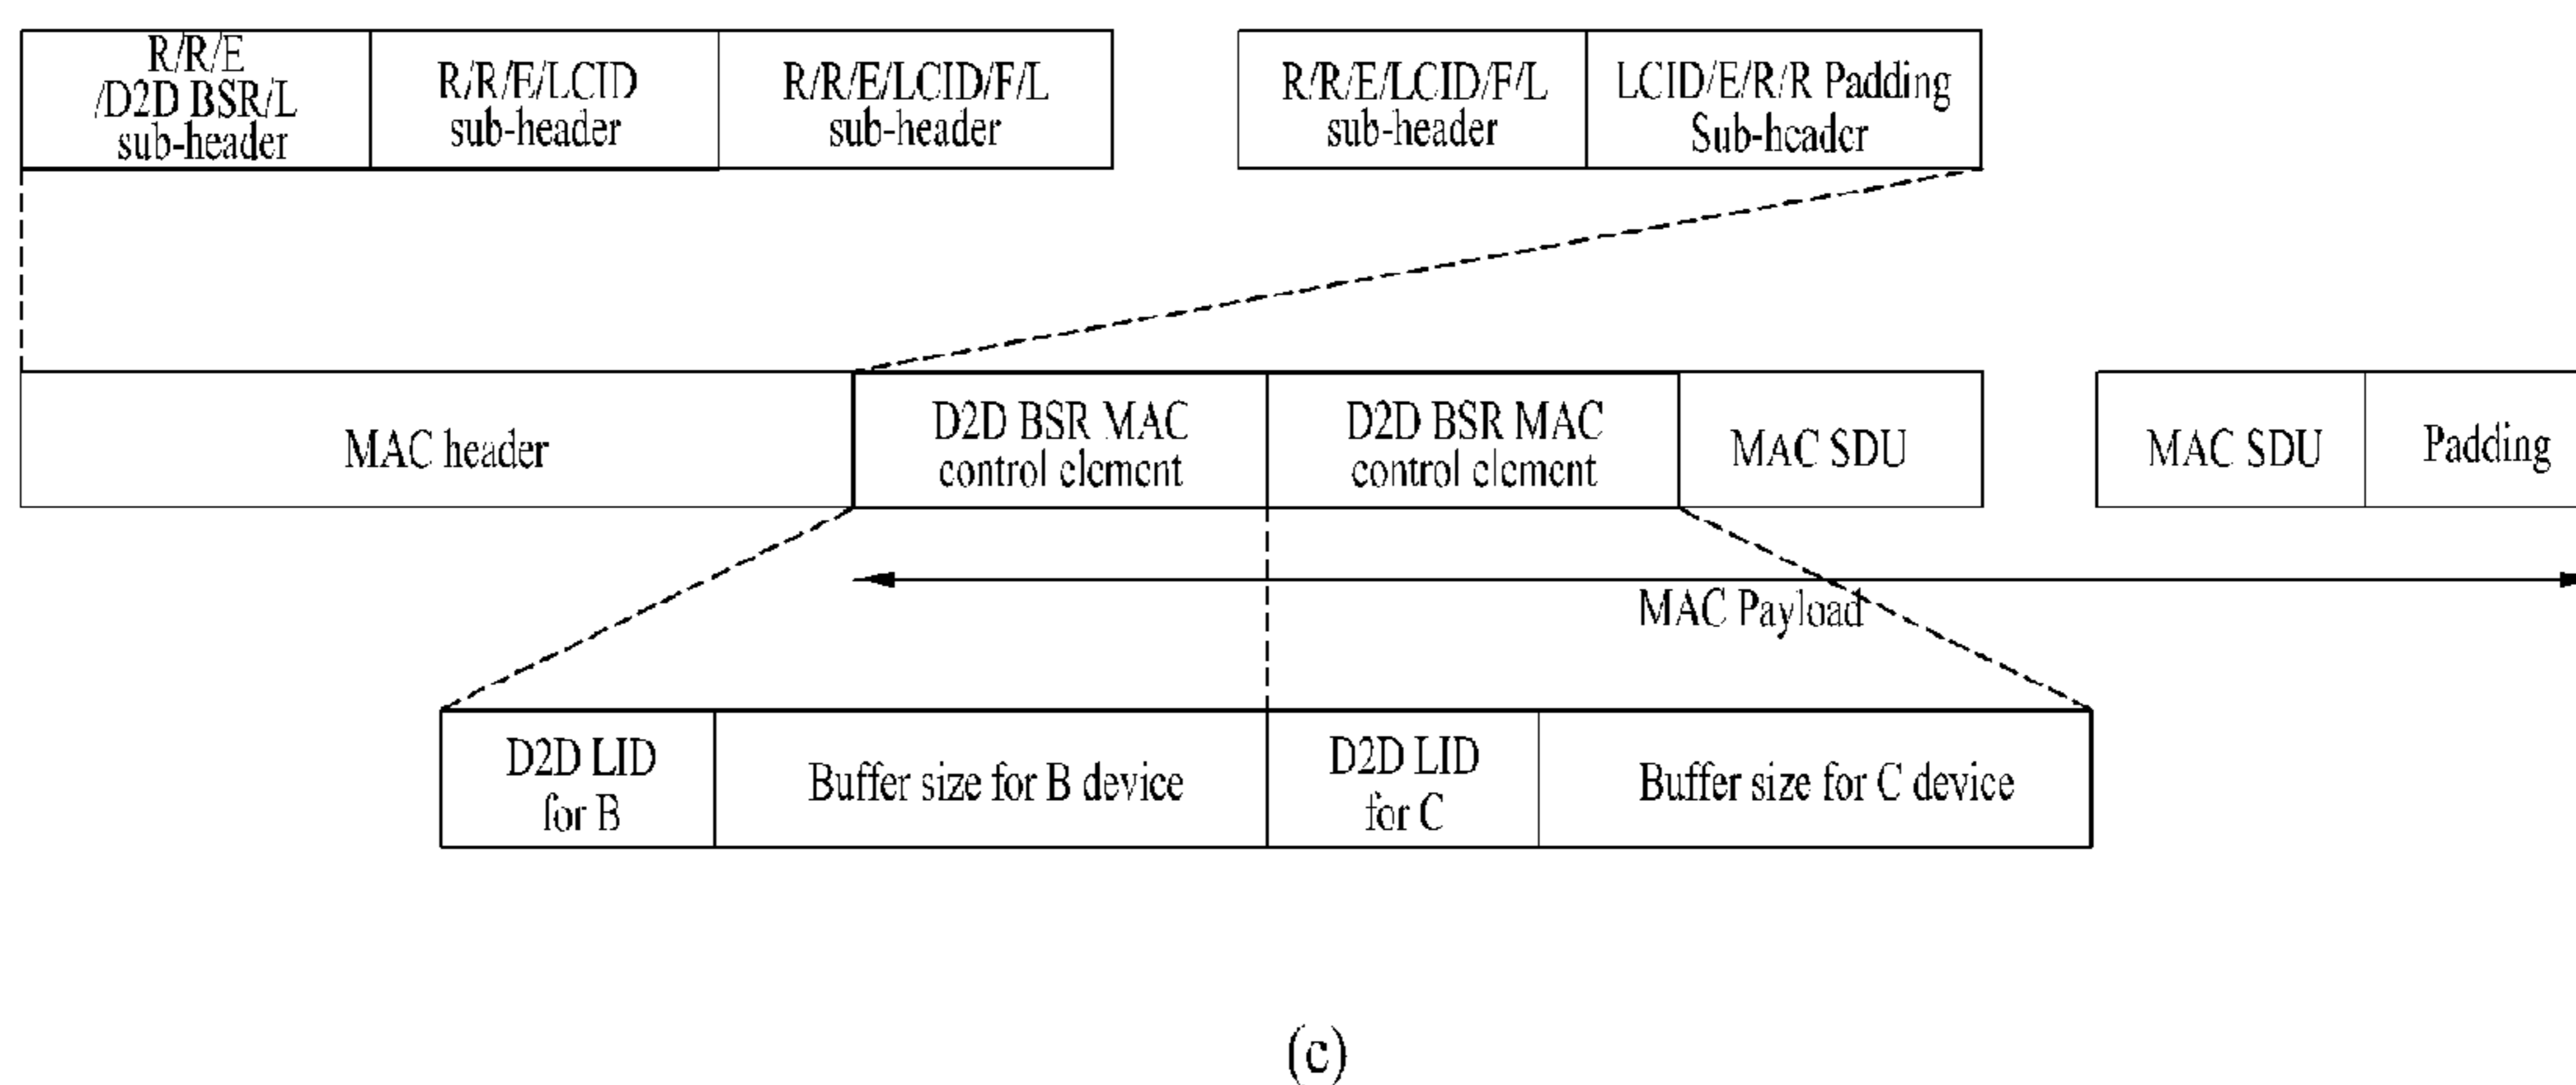 R/R/E
/D2D BSR/L
sub-header
R/R/E/LCID
sub-header
R/R/E/LCID/F/L
sub-header
R/R/E/LCID/F/L
sub-header
LCID/E/R/R Padding
Sub-header
MAC header
D2D BSR MAC
control element
D2D BSR MAC
control element
MAC SDU
MAC SDU
Padding
MAC Payload
D2D LID
for B
Buffer size for B device
D2D LID
for C
Buffer size for C device
(c)